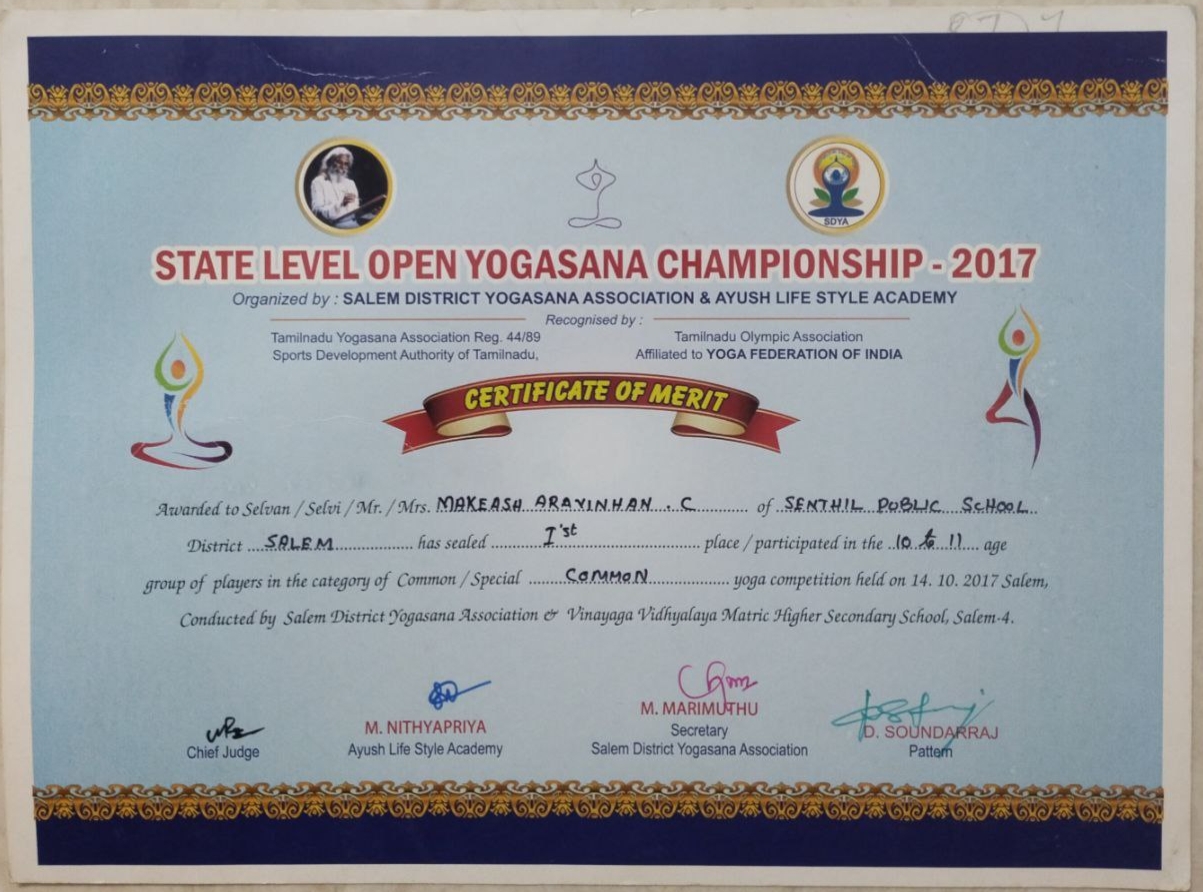 SDYA
STATE LEVEL OPEN YOGASANA CHAMPIONSHIP - 2017
Organized by : SALEM DISTRICT YOGASANA ASSOCIATION & AYUSH LIFE STYLE ACADEMY
Recognised by :
Tamilnadu Yogasana Association Reg. 44/89
Sports Development Authority of Tamilnadu,
Tamilnadu Olympic Association
Affiliated to YOGA FEDERATION OF INDIA
CERTIFICATE OF MERIT
Awarded to Selvan / Selvi / Mr. / Mrs. MAKEASH ARAVINHAN . C of SENTHIL PUBLIC SCHOOL
District SALEM has sealed I'st place / participated in the 10 to 11 age
group of players in the category of Common / Special COMMON yoga competition held on 14. 10. 2017 Salem,
Conducted by Salem District Yogasana Association & Vinayaga Vidhyalaya Matric Higher Secondary School, Salem-4.
Chief Judge
M. NITHYAPRIYA
Ayush Life Style Academy
M. MARIMUTHU
Secretary
Salem District Yogasana Association
D. SOUNDARRAJ
Pattern